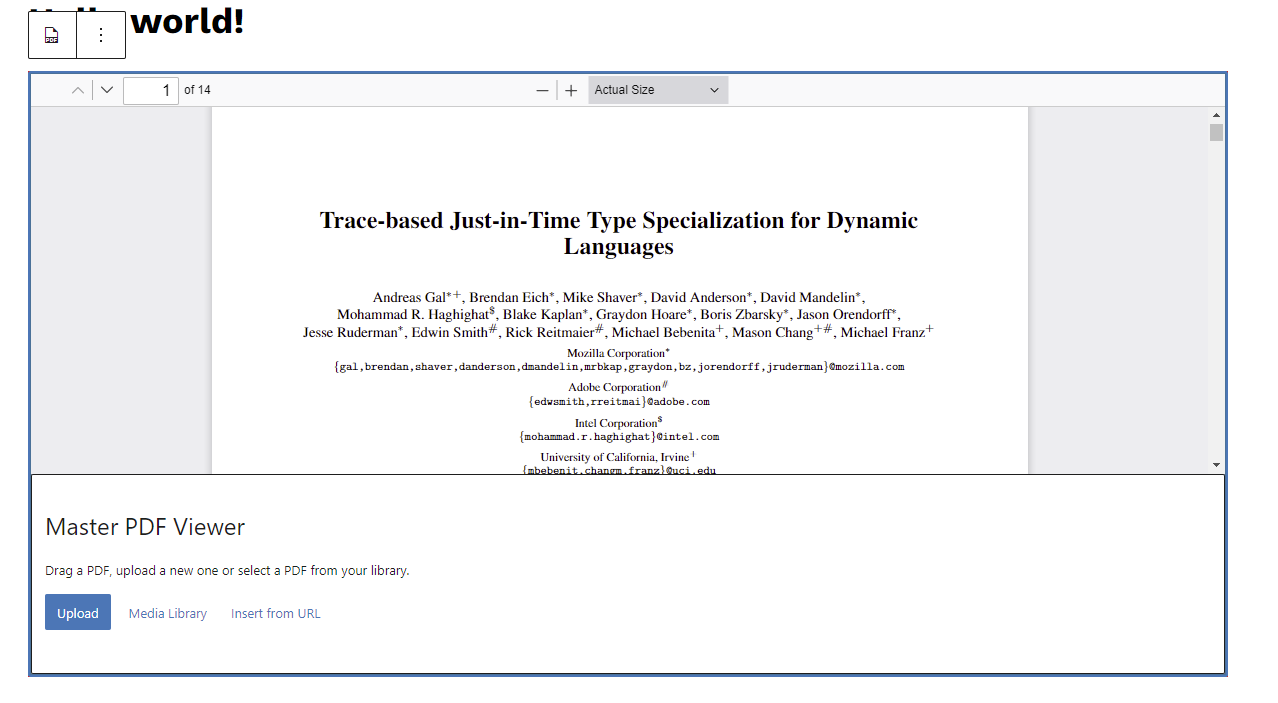 world!
PDF
1 of 14 Actual Size
Trace-based Just-in-Time Type Specialization for Dynamic
Languages
Andreas Gal*+, Brendan Eich*, Mike Shaver*, David Anderson*, David Mandelin*,
Mohammad R. Haghighat$, Blake Kaplan*, Graydon Hoare*, Boris Zbarsky*, Jason Orendorff*,
Jesse Ruderman*, Edwin Smith#, Rick Reitmaier#, Michael Bebenita+, Mason Chang+#, Michael Franz+
Mozilla Corporation*
{gal,brendan,shaver,danderson,dmandelin,mrbkap,graydon,bz,jorendorff,jruderman}@mozilla.com
Adobe Corporation#
{edwsmith,rreitmai}@adobe.com
Intel Corporation$
{mohammad.r.haghighat}@intel.com
University of California, Irvine+
{mbebenit,changm,franz}@uci.edu
Master PDF Viewer
Drag a PDF, upload a new one or select a PDF from your library.
Upload Media Library Insert from URL